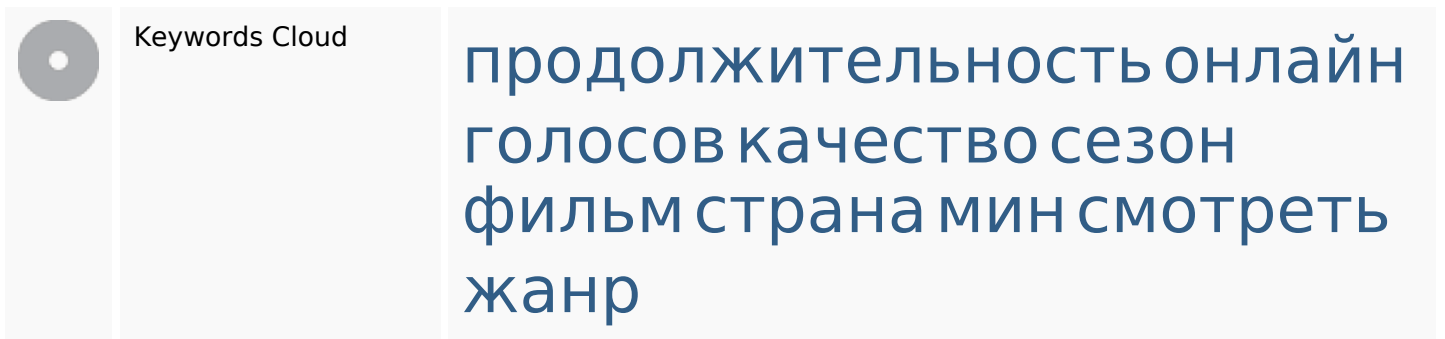 Keywords Cloud
продолжительность онлайн
голосов качество сезон
фильм страна мин смотреть
жанр